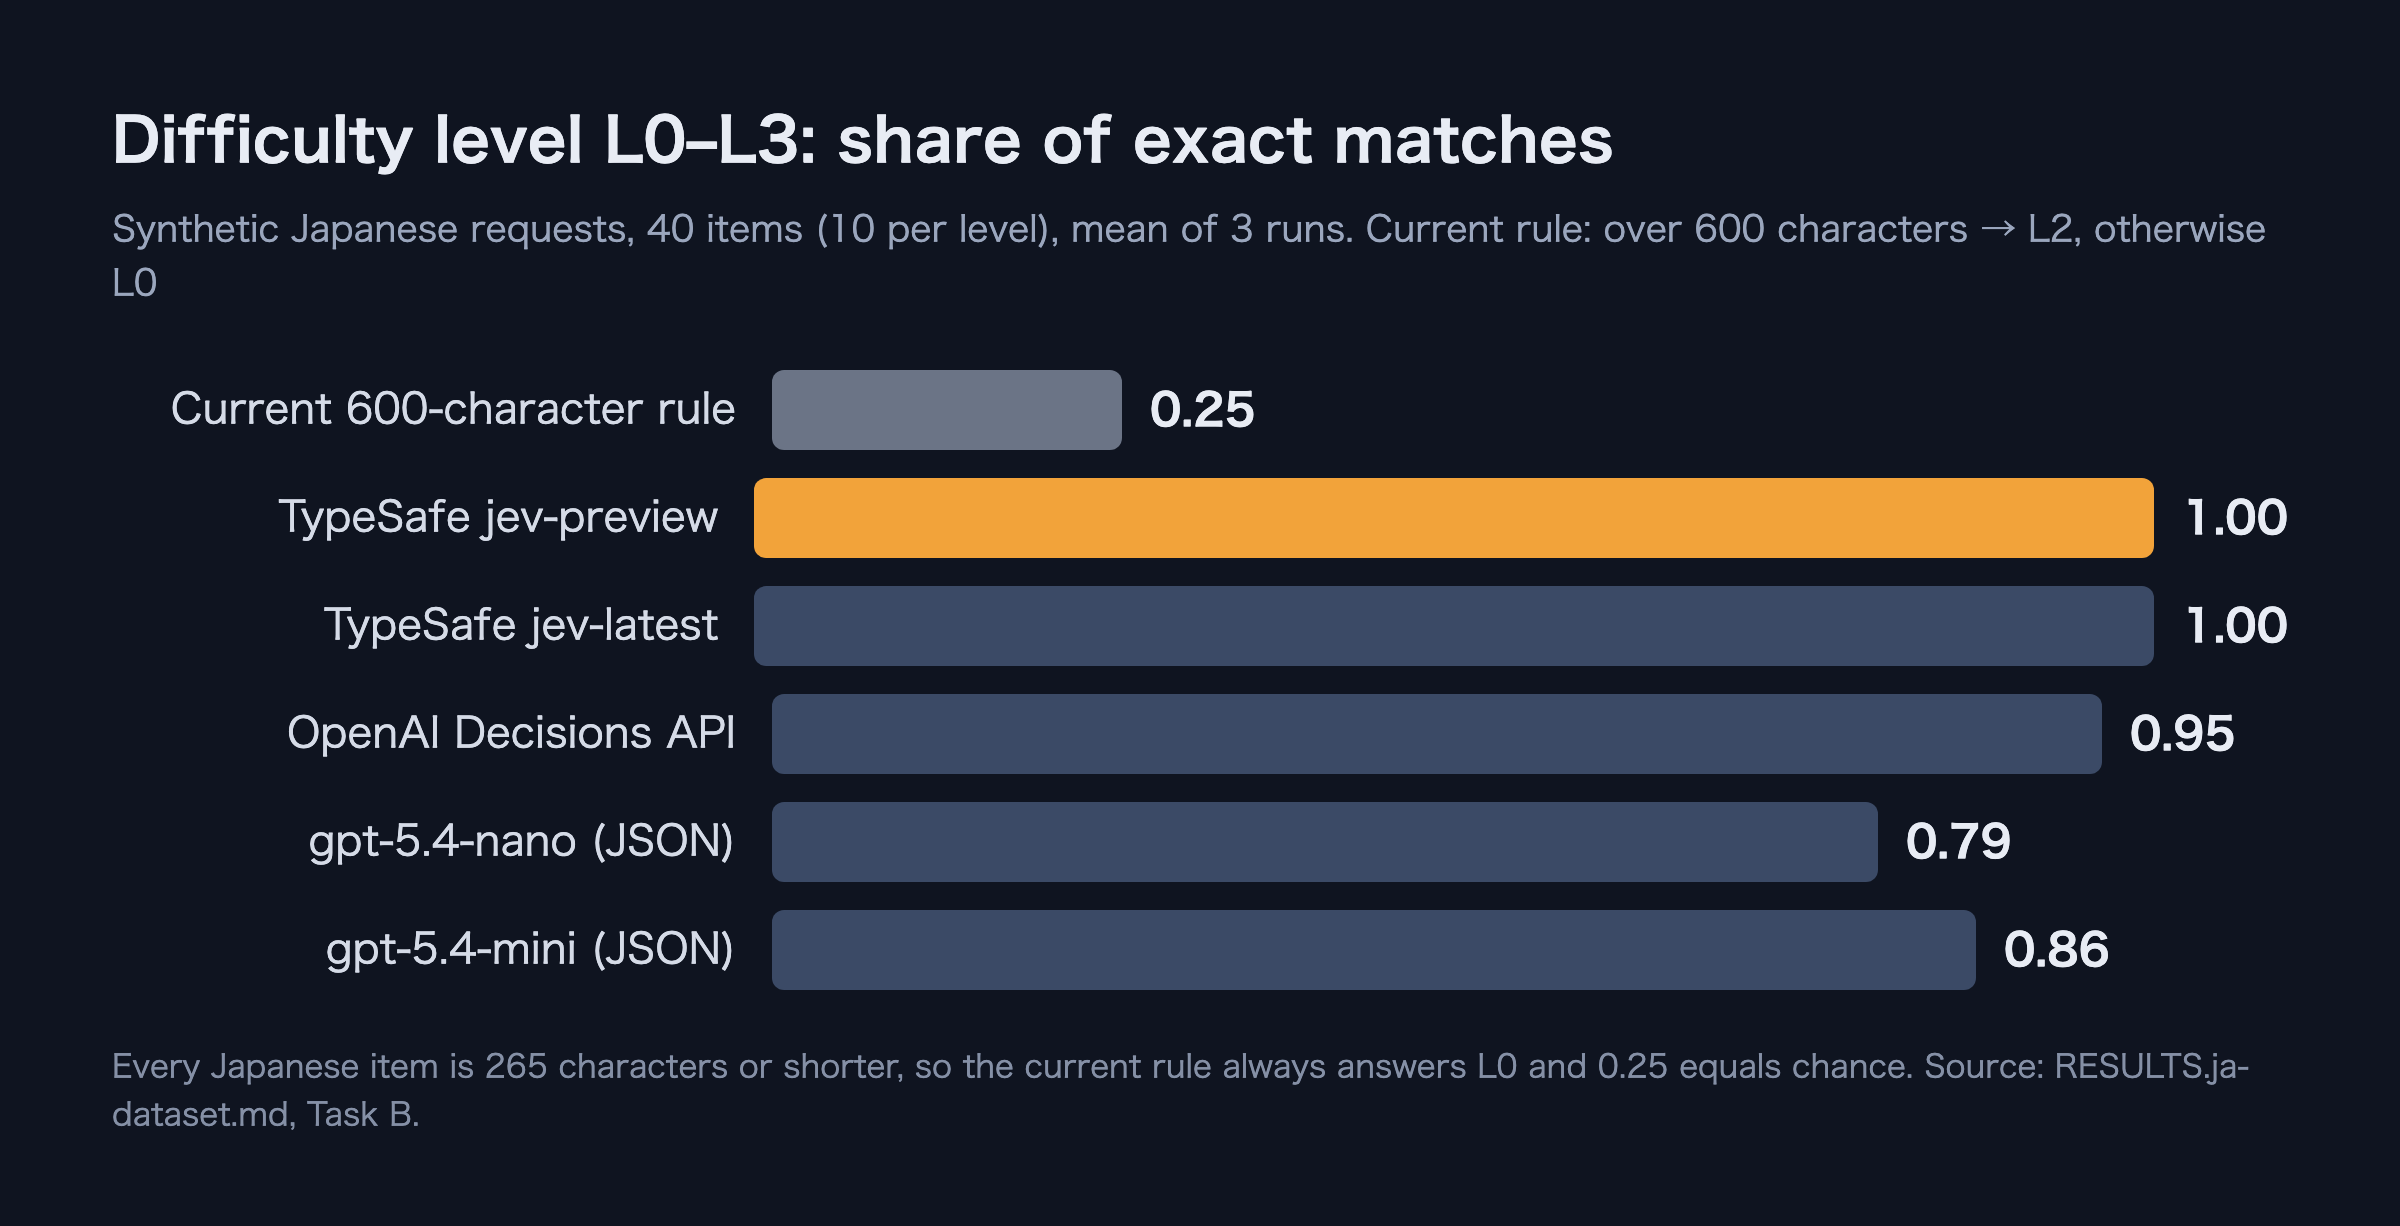 Difficulty level L0–L3: share of exact matches
Synthetic Japanese requests, 40 items (10 per level), mean of 3 runs. Current rule: over 600 characters → L2, otherwise
L0
Current 600-character rule 0.25
TypeSafe jev-preview 1.00
TypeSafe jev-latest 1.00
OpenAI Decisions API 0.95
gpt-5.4-nano (JSON) 0.79
gpt-5.4-mini (JSON) 0.86
Every Japanese item is 265 characters or shorter, so the current rule always answers L0 and 0.25 equals chance. Source: RESULTS.ja-
dataset.md, Task B.